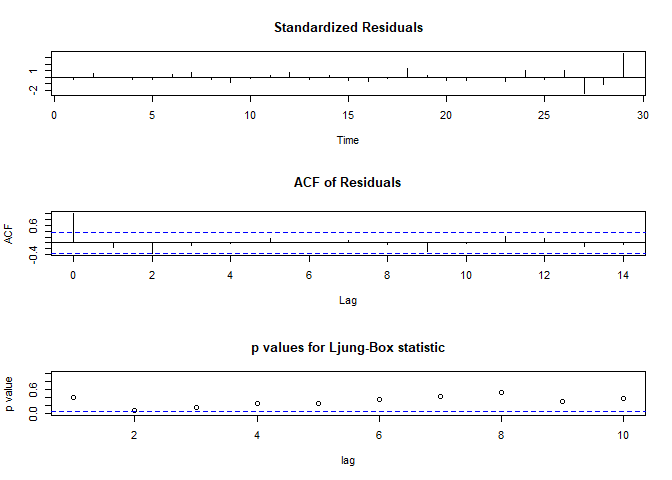 Standardized Residuals
1
-2
0 5 10 15 20 25 30
Time
ACF of Residuals
ACF
0.6
-0.4
0 2 4 6 8 10 12 14
Lag
p values for Ljung-Box statistic
p value
0.6
0.0
2 4 6 8 10
lag